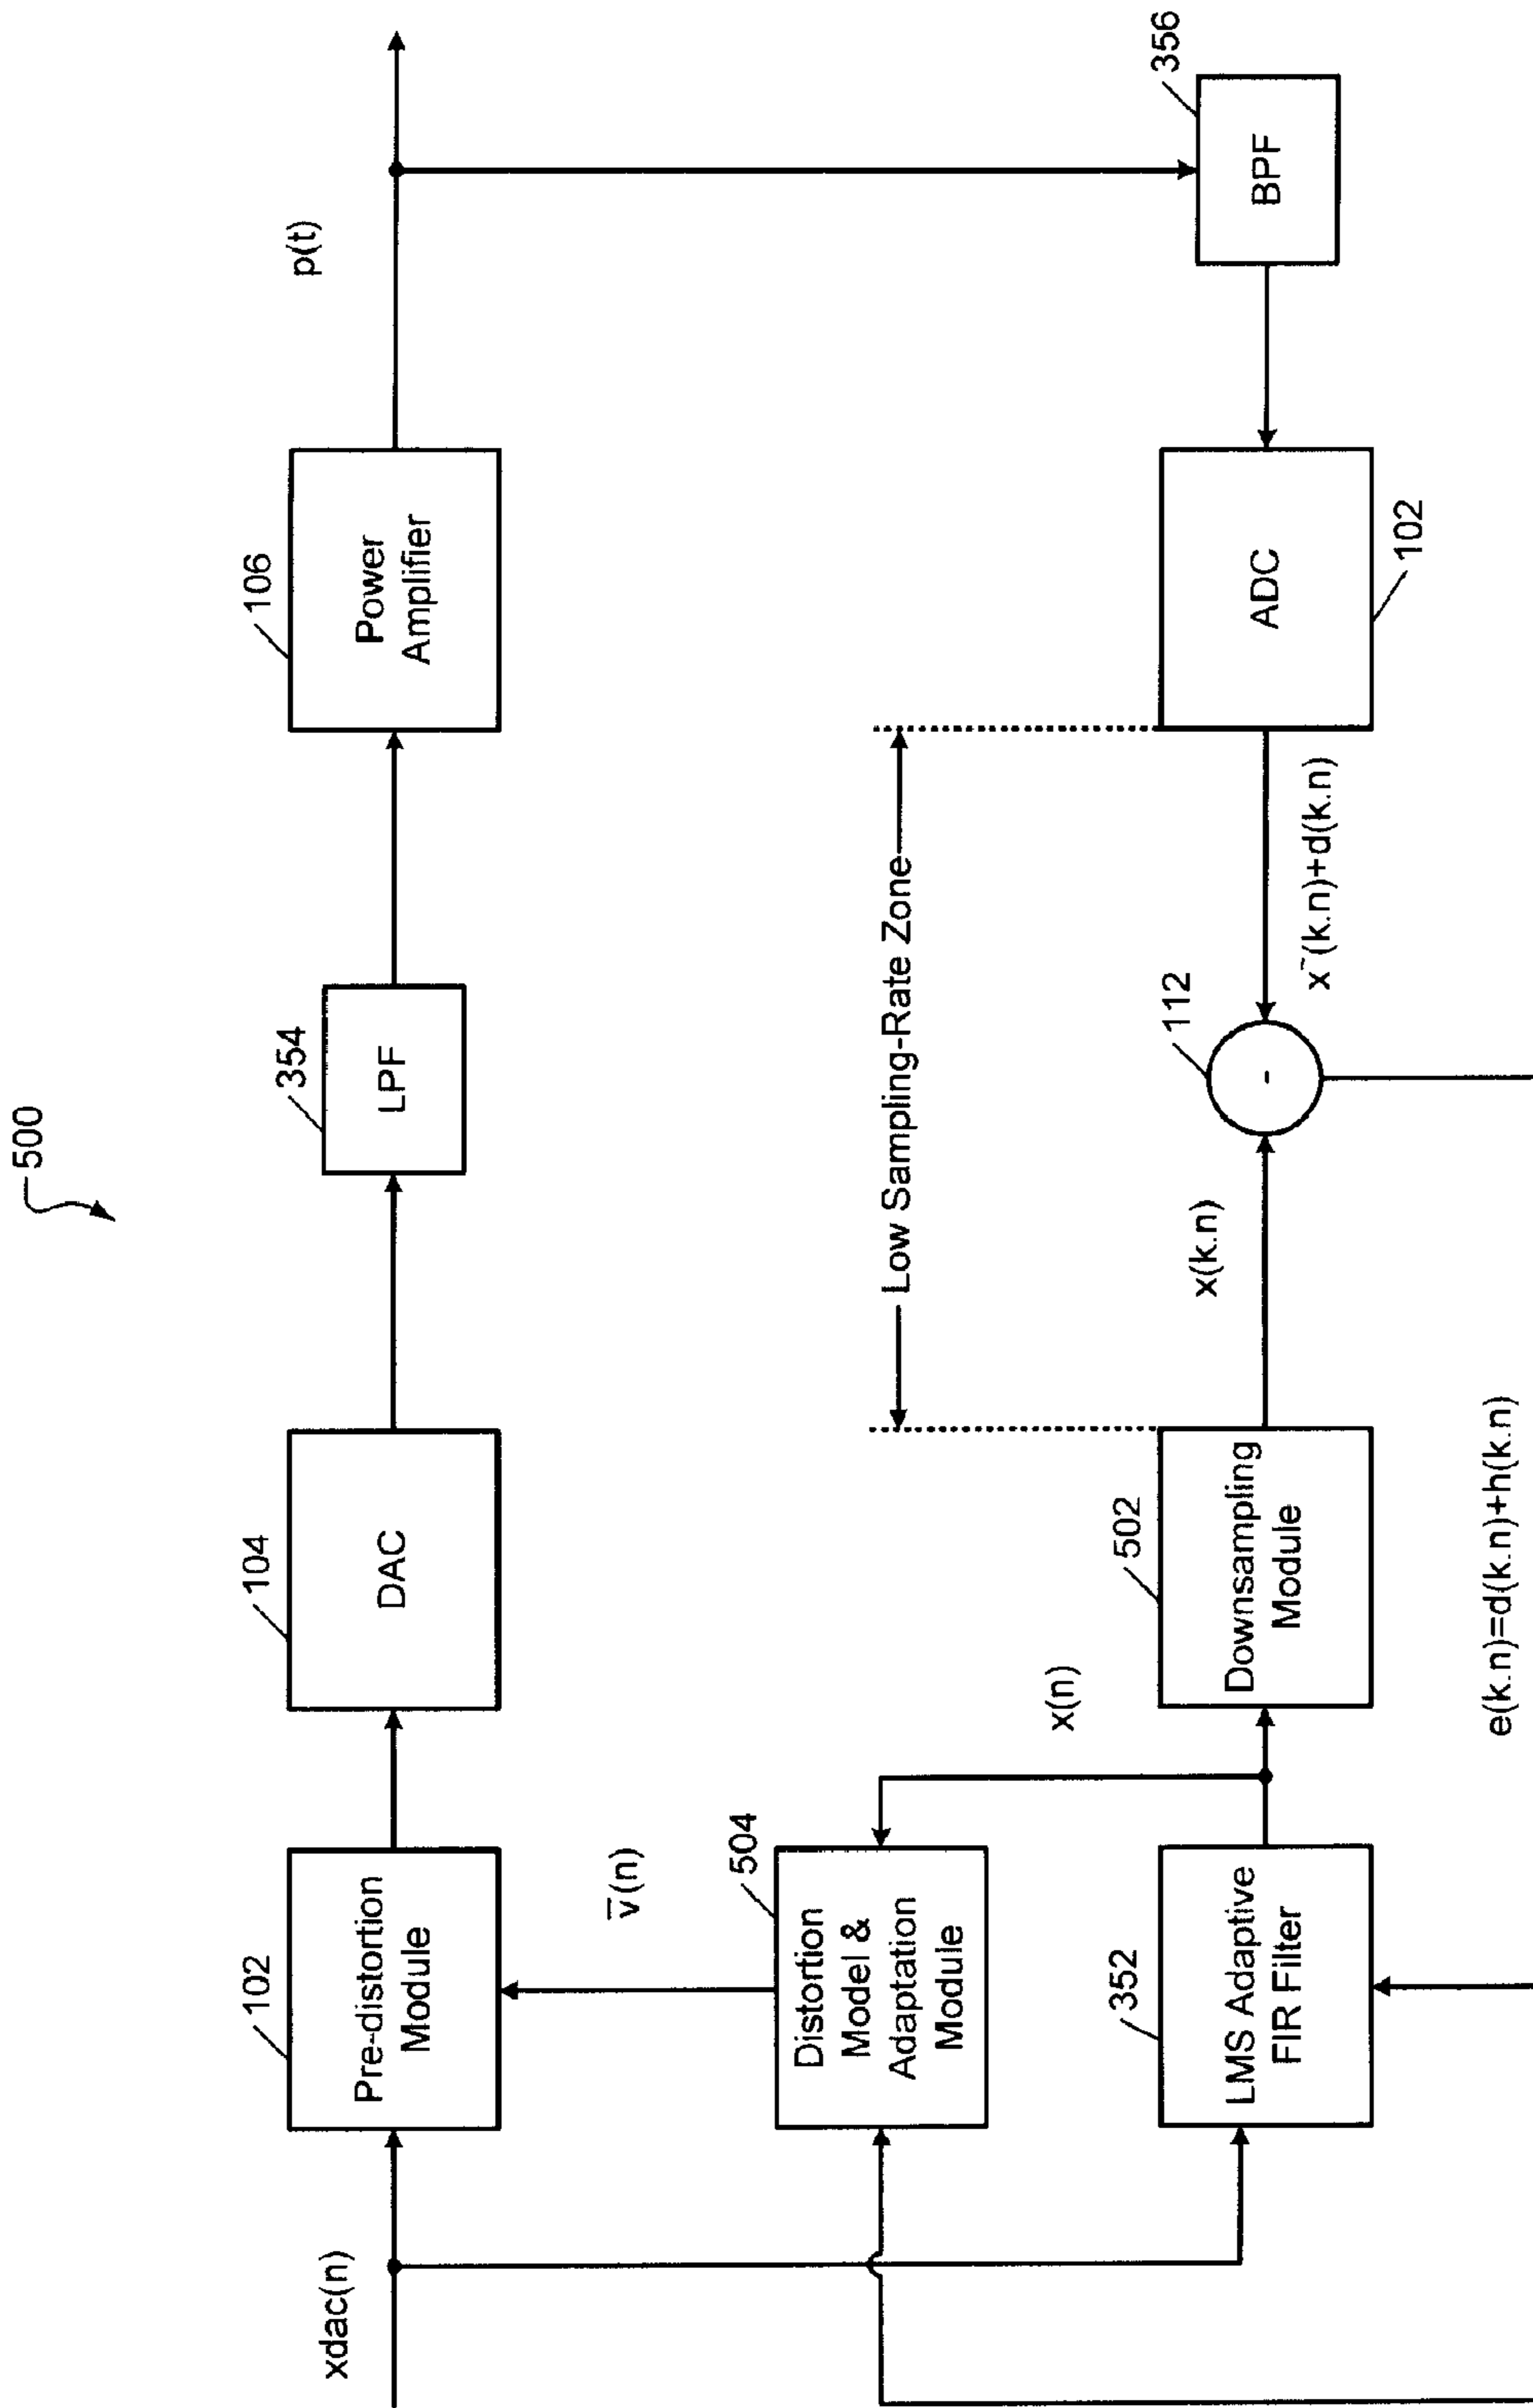 500
xdac(n)
102
Pre-distortion
Module
104
DAC
354
LPF
106
Power
Amplifier
p(t)
v̄(n)
504
Distortion
Model &
Adaptation
Module
Low Sampling-Rate Zone
352
LMS Adaptive
FIR Filter
x(n)
502
Downsampling
Module
x(k.n)
112
-
x~(k.n)+d(k.n)
ADC
102
BPF
356
e(k.n)=d(k.n)+h(k.n)